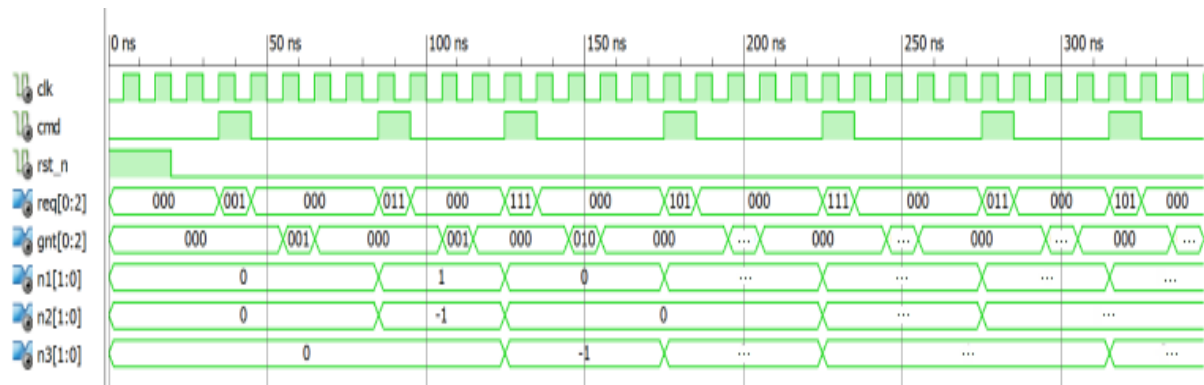 0 ns 50 ns 100 ns 150 ns 200 ns 250 ns 300 ns
clk
cmd
rst_n
req[0:2] 000 001 000 011 000 111 000 101 000 111 000 011 000 101 000
gnt[0:2] 000 001 000 001 000 010 000 ... 000 ... 000 ... 000 ...
n1[1:0] 0 1 0 ... ... ... ...
n2[1:0] 0 -1 0 ... ...
n3[1:0] 0 -1 ... ... ...